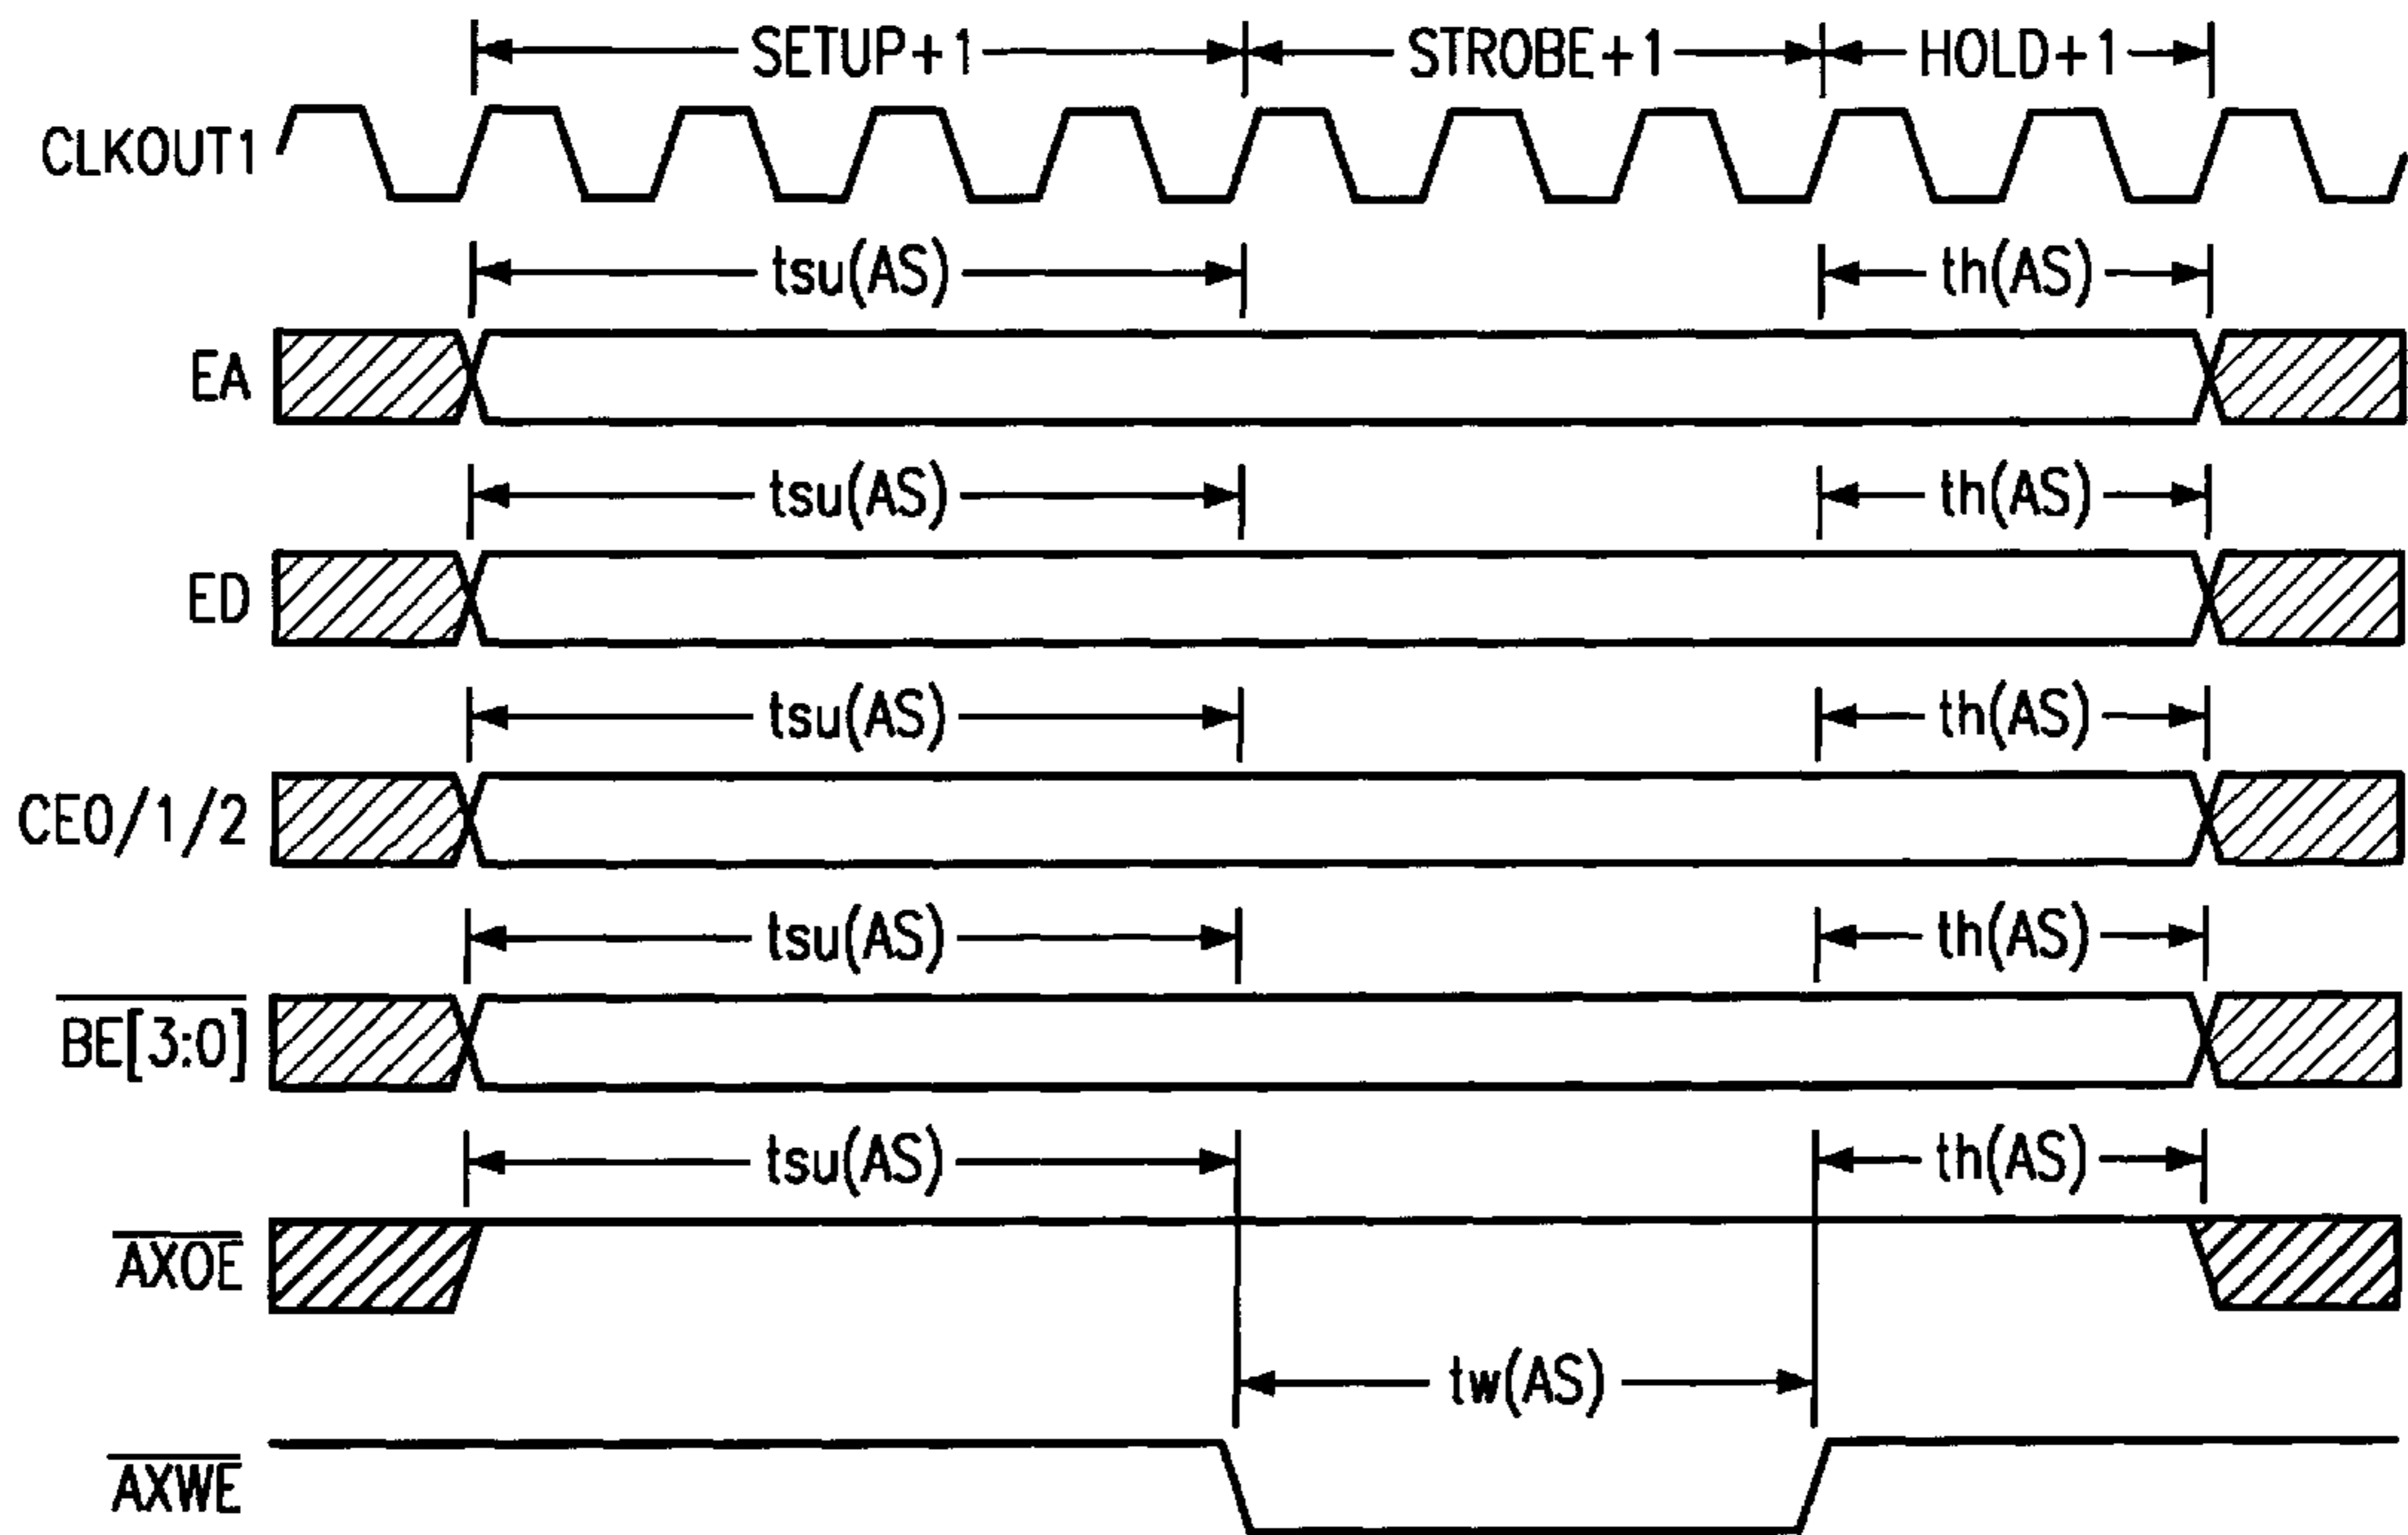 SETUP+1 STROBE+1 HOLD+1
CLKOUT1
tsu(AS) th(AS)
EA
tsu(AS) th(AS)
ED
tsu(AS) th(AS)
CE0/1/2
tsu(AS) th(AS)
BE[3:0]
tsu(AS) th(AS)
AXOE
tw(AS)
AXWE